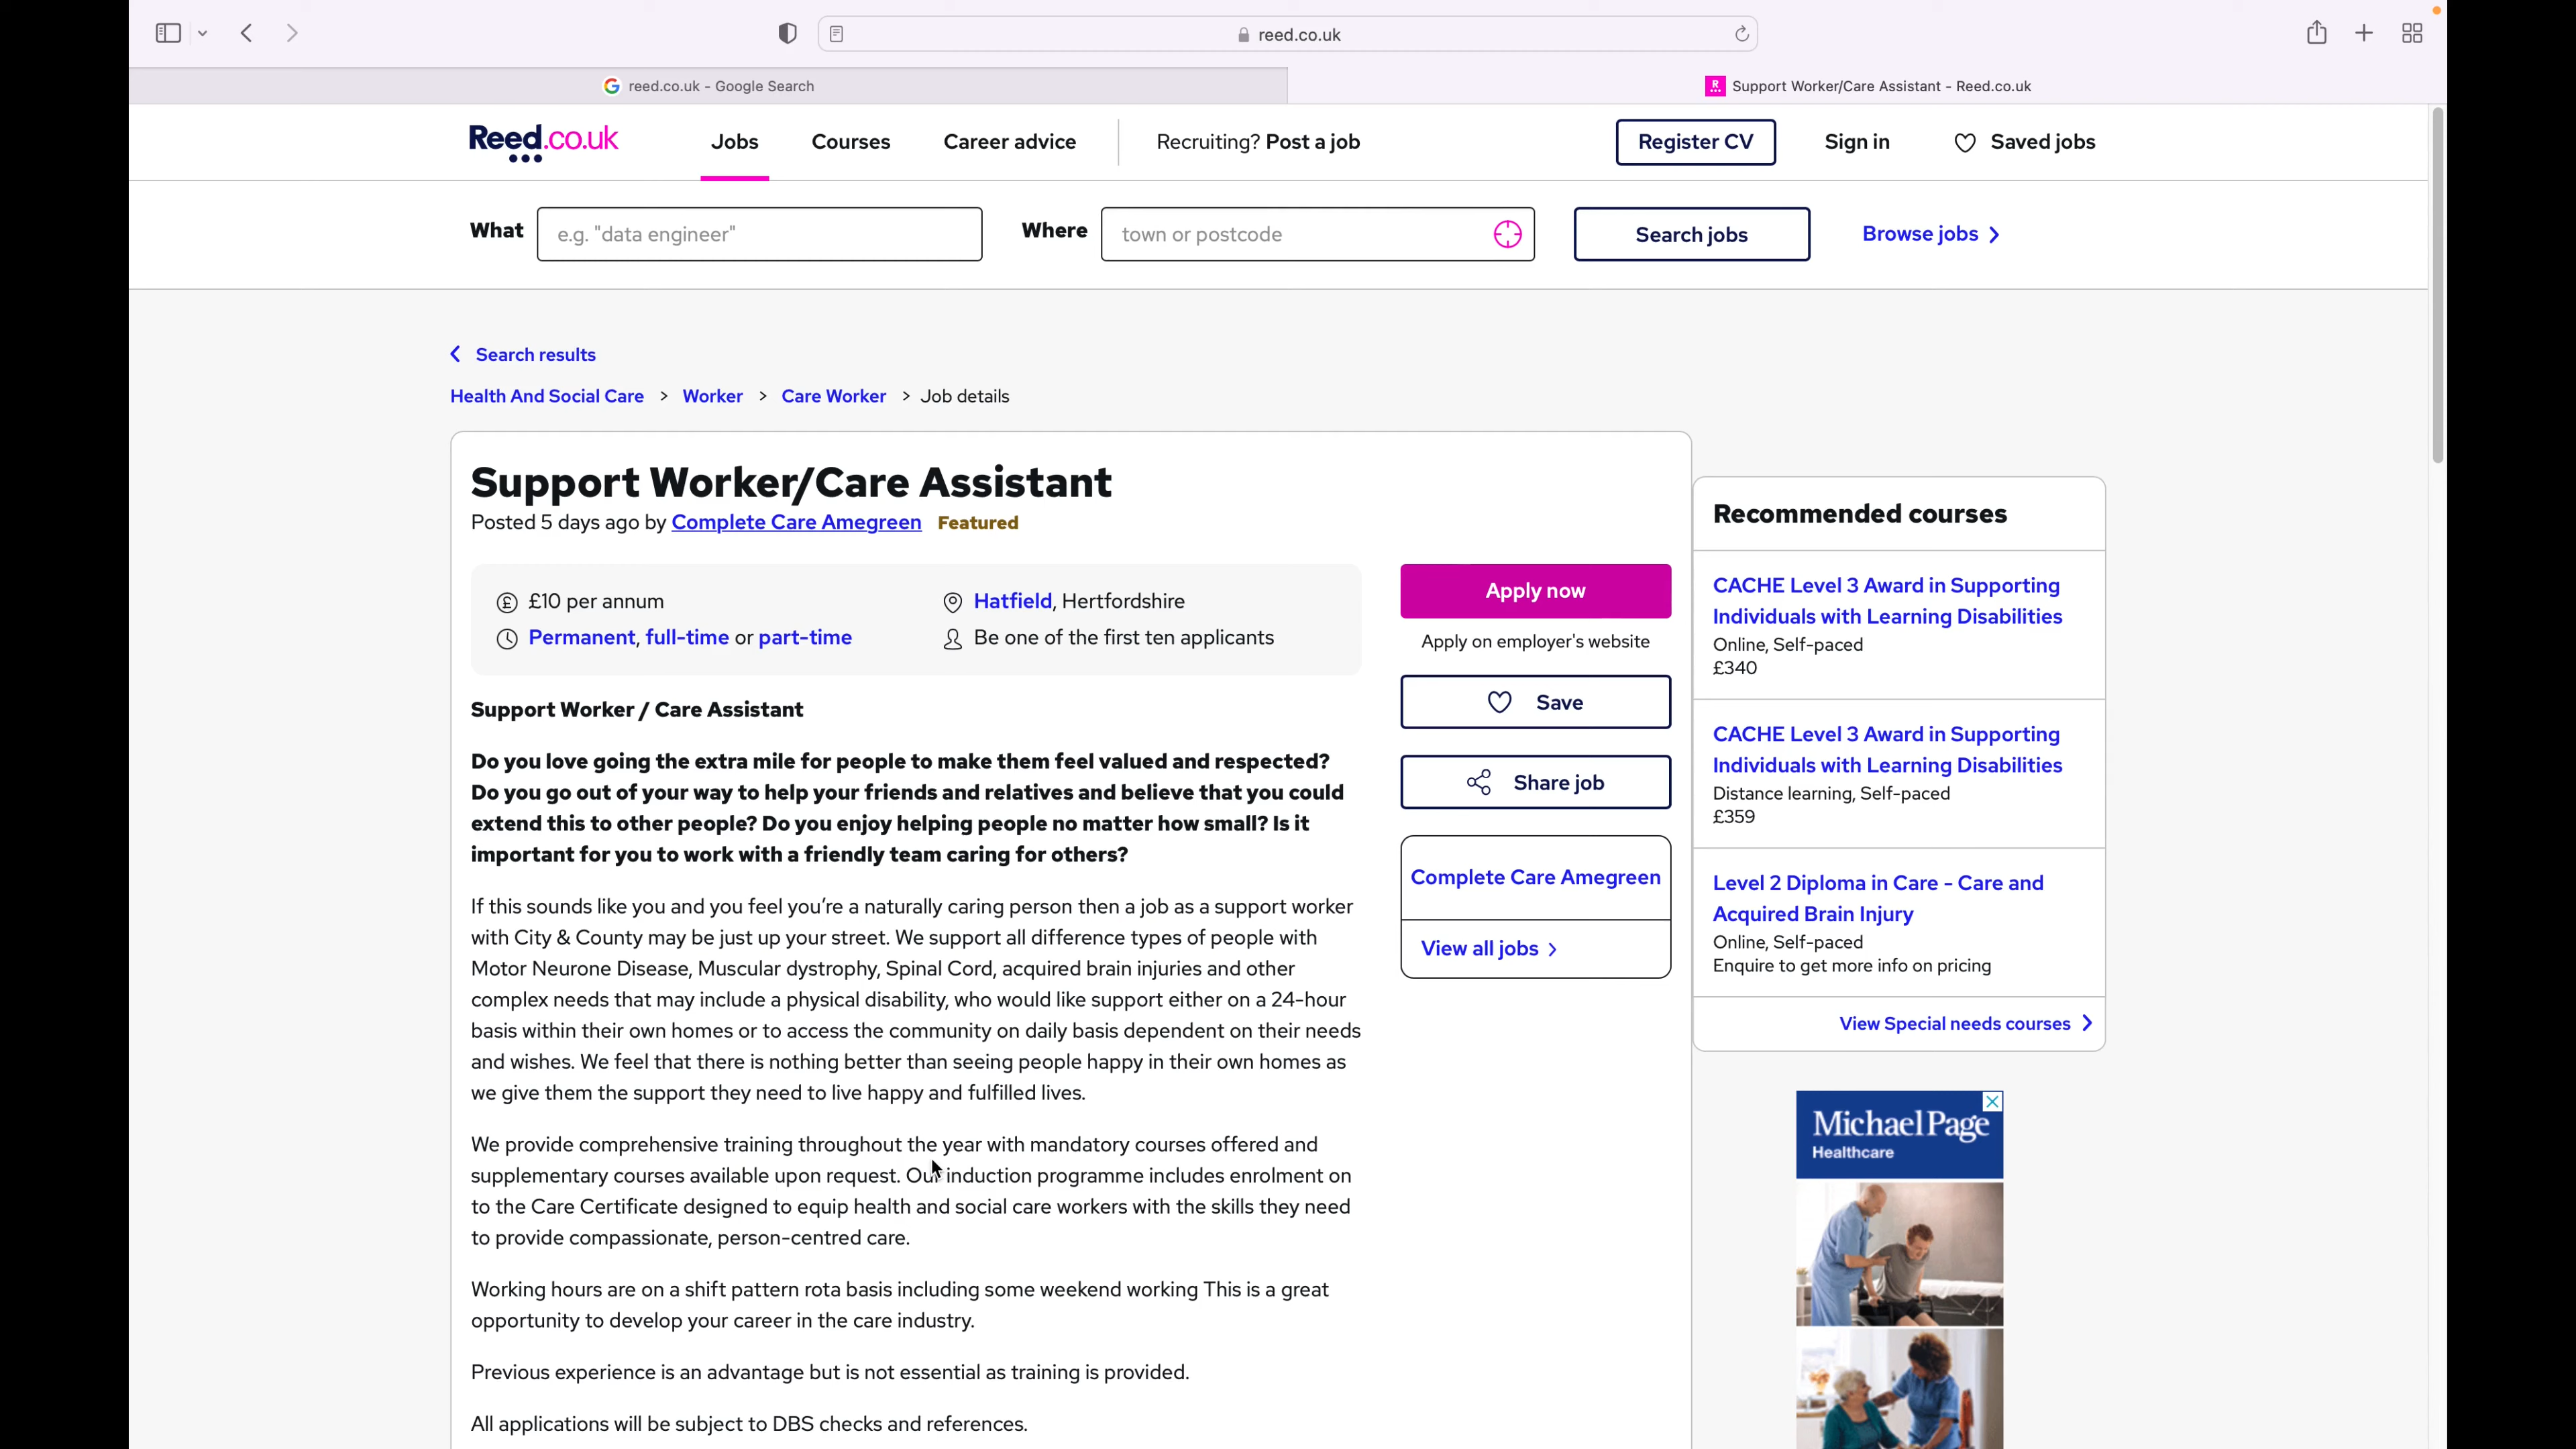 reed.co.uk
reed.co.uk - Google Search
Support Worker/Care Assistant - Reed.co.uk
Reed.co.uk
Jobs
Courses
Career advice
Recruiting? Post a job
Register CV
Sign in
Saved jobs
What
e.g. "data engineer"
Where
town or postcode
Search jobs
Browse jobs
Search results
Health And Social Care > Worker > Care Worker > Job details
Support Worker/Care Assistant
Posted 5 days ago by Complete Care Amegreen Featured
£10 per annum
Hatfield, Hertfordshire
Permanent, full-time or part-time
Be one of the first ten applicants
Support Worker / Care Assistant
Do you love going the extra mile for people to make them feel valued and respected?
Do you go out of your way to help your friends and relatives and believe that you could
extend this to other people? Do you enjoy helping people no matter how small? Is it
important for you to work with a friendly team caring for others?
If this sounds like you and you feel you’re a naturally caring person then a job as a support worker
with City & County may be just up your street. We support all difference types of people with
Motor Neurone Disease, Muscular dystrophy, Spinal Cord, acquired brain injuries and other
complex needs that may include a physical disability, who would like support either on a 24-hour
basis within their own homes or to access the community on daily basis dependent on their needs
and wishes. We feel that there is nothing better than seeing people happy in their own homes as
we give them the support they need to live happy and fulfilled lives.
We provide comprehensive training throughout the year with mandatory courses offered and
supplementary courses available upon request. Our induction programme includes enrolment on
to the Care Certificate designed to equip health and social care workers with the skills they need
to provide compassionate, person-centred care.
Working hours are on a shift pattern rota basis including some weekend working This is a great
opportunity to develop your career in the care industry.
Previous experience is an advantage but is not essential as training is provided.
All applications will be subject to DBS checks and references.
Apply now
Apply on employer's website
Save
Share job
Complete Care Amegreen
View all jobs
Recommended courses
CACHE Level 3 Award in Supporting
Individuals with Learning Disabilities
Online, Self-paced
£340
CACHE Level 3 Award in Supporting
Individuals with Learning Disabilities
Distance learning, Self-paced
£359
Level 2 Diploma in Care - Care and
Acquired Brain Injury
Online, Self-paced
Enquire to get more info on pricing
View Special needs courses
Michael Page
Healthcare